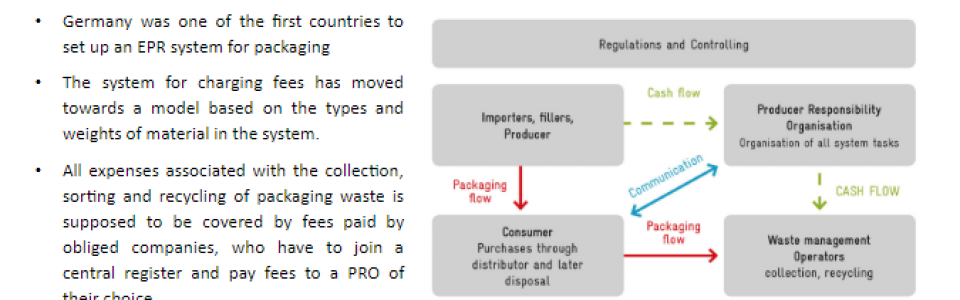 • Germany was one of the first countries to
set up an EPR system for packaging
• The system for charging fees has moved
towards a model based on the types and
weights of material in the system.
• All expenses associated with the collection,
sorting and recycling of packaging waste is
supposed to be covered by fees paid by
obliged companies, who have to join a
central register and pay fees to a PRO of
their choice
Regulations and Controlling
Importers, fillers,
Producer
Cash flow
Producer Responsibility
Organisation
Organisation of all system tasks
Packaging
flow
Communication
CASH FLOW
Consumer
Purchases through
distributor and later
disposal
Packaging
flow
Waste management
Operators
collection, recycling